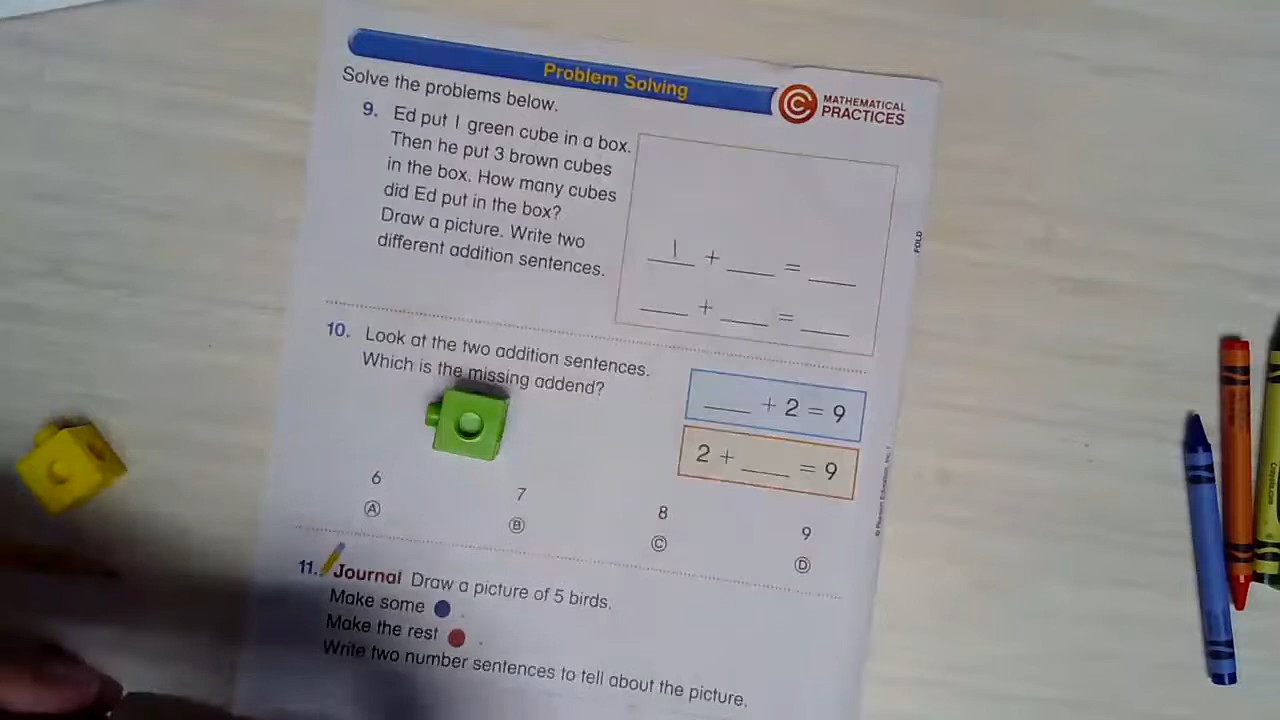 Problem Solving
MATHEMATICAL
PRACTICES
Solve the problems below.
9. Ed put 1 green cube in a box.
Then he put 3 brown cubes
in the box. How many cubes
did Ed put in the box?
Draw a picture. Write two
different addition sentences.
1 + ___ = ___
___ + ___ = ___
FOLD
10. Look at the two addition sentences.
Which is the missing addend?
___ + 2 = 9
2 + ___ = 9
6
7
8
9
A
B
C
D
11. Journal Draw a picture of 5 birds.
Make some .
Make the rest .
Write two number sentences to tell about the picture.